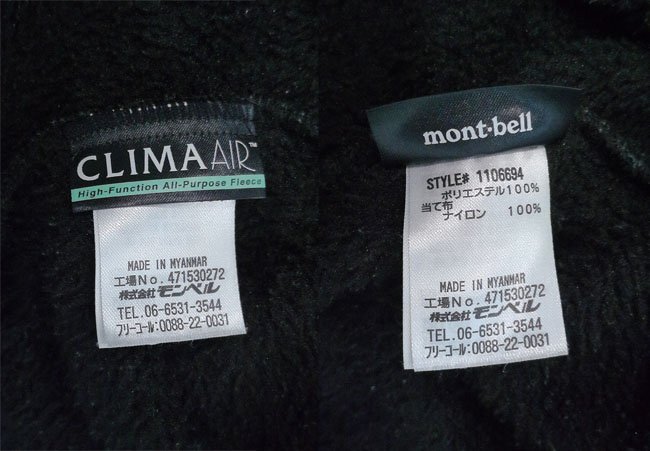 CLIMAAIR™
High-Function All-Purpose Fleece
MADE IN MYANMAR
工場No. 471530272
株式会社モンベル
TEL.06-6531-3544
フリーコール:0088-22-0031
mont·bell
STYLE# 1106694
ポリエステル100%
当て布
ナイロン 100%
MADE IN MYANMAR
工場No. 471530272
株式会社モンベル
TEL.06-6531-3544
フリーコール:0088-22-0031